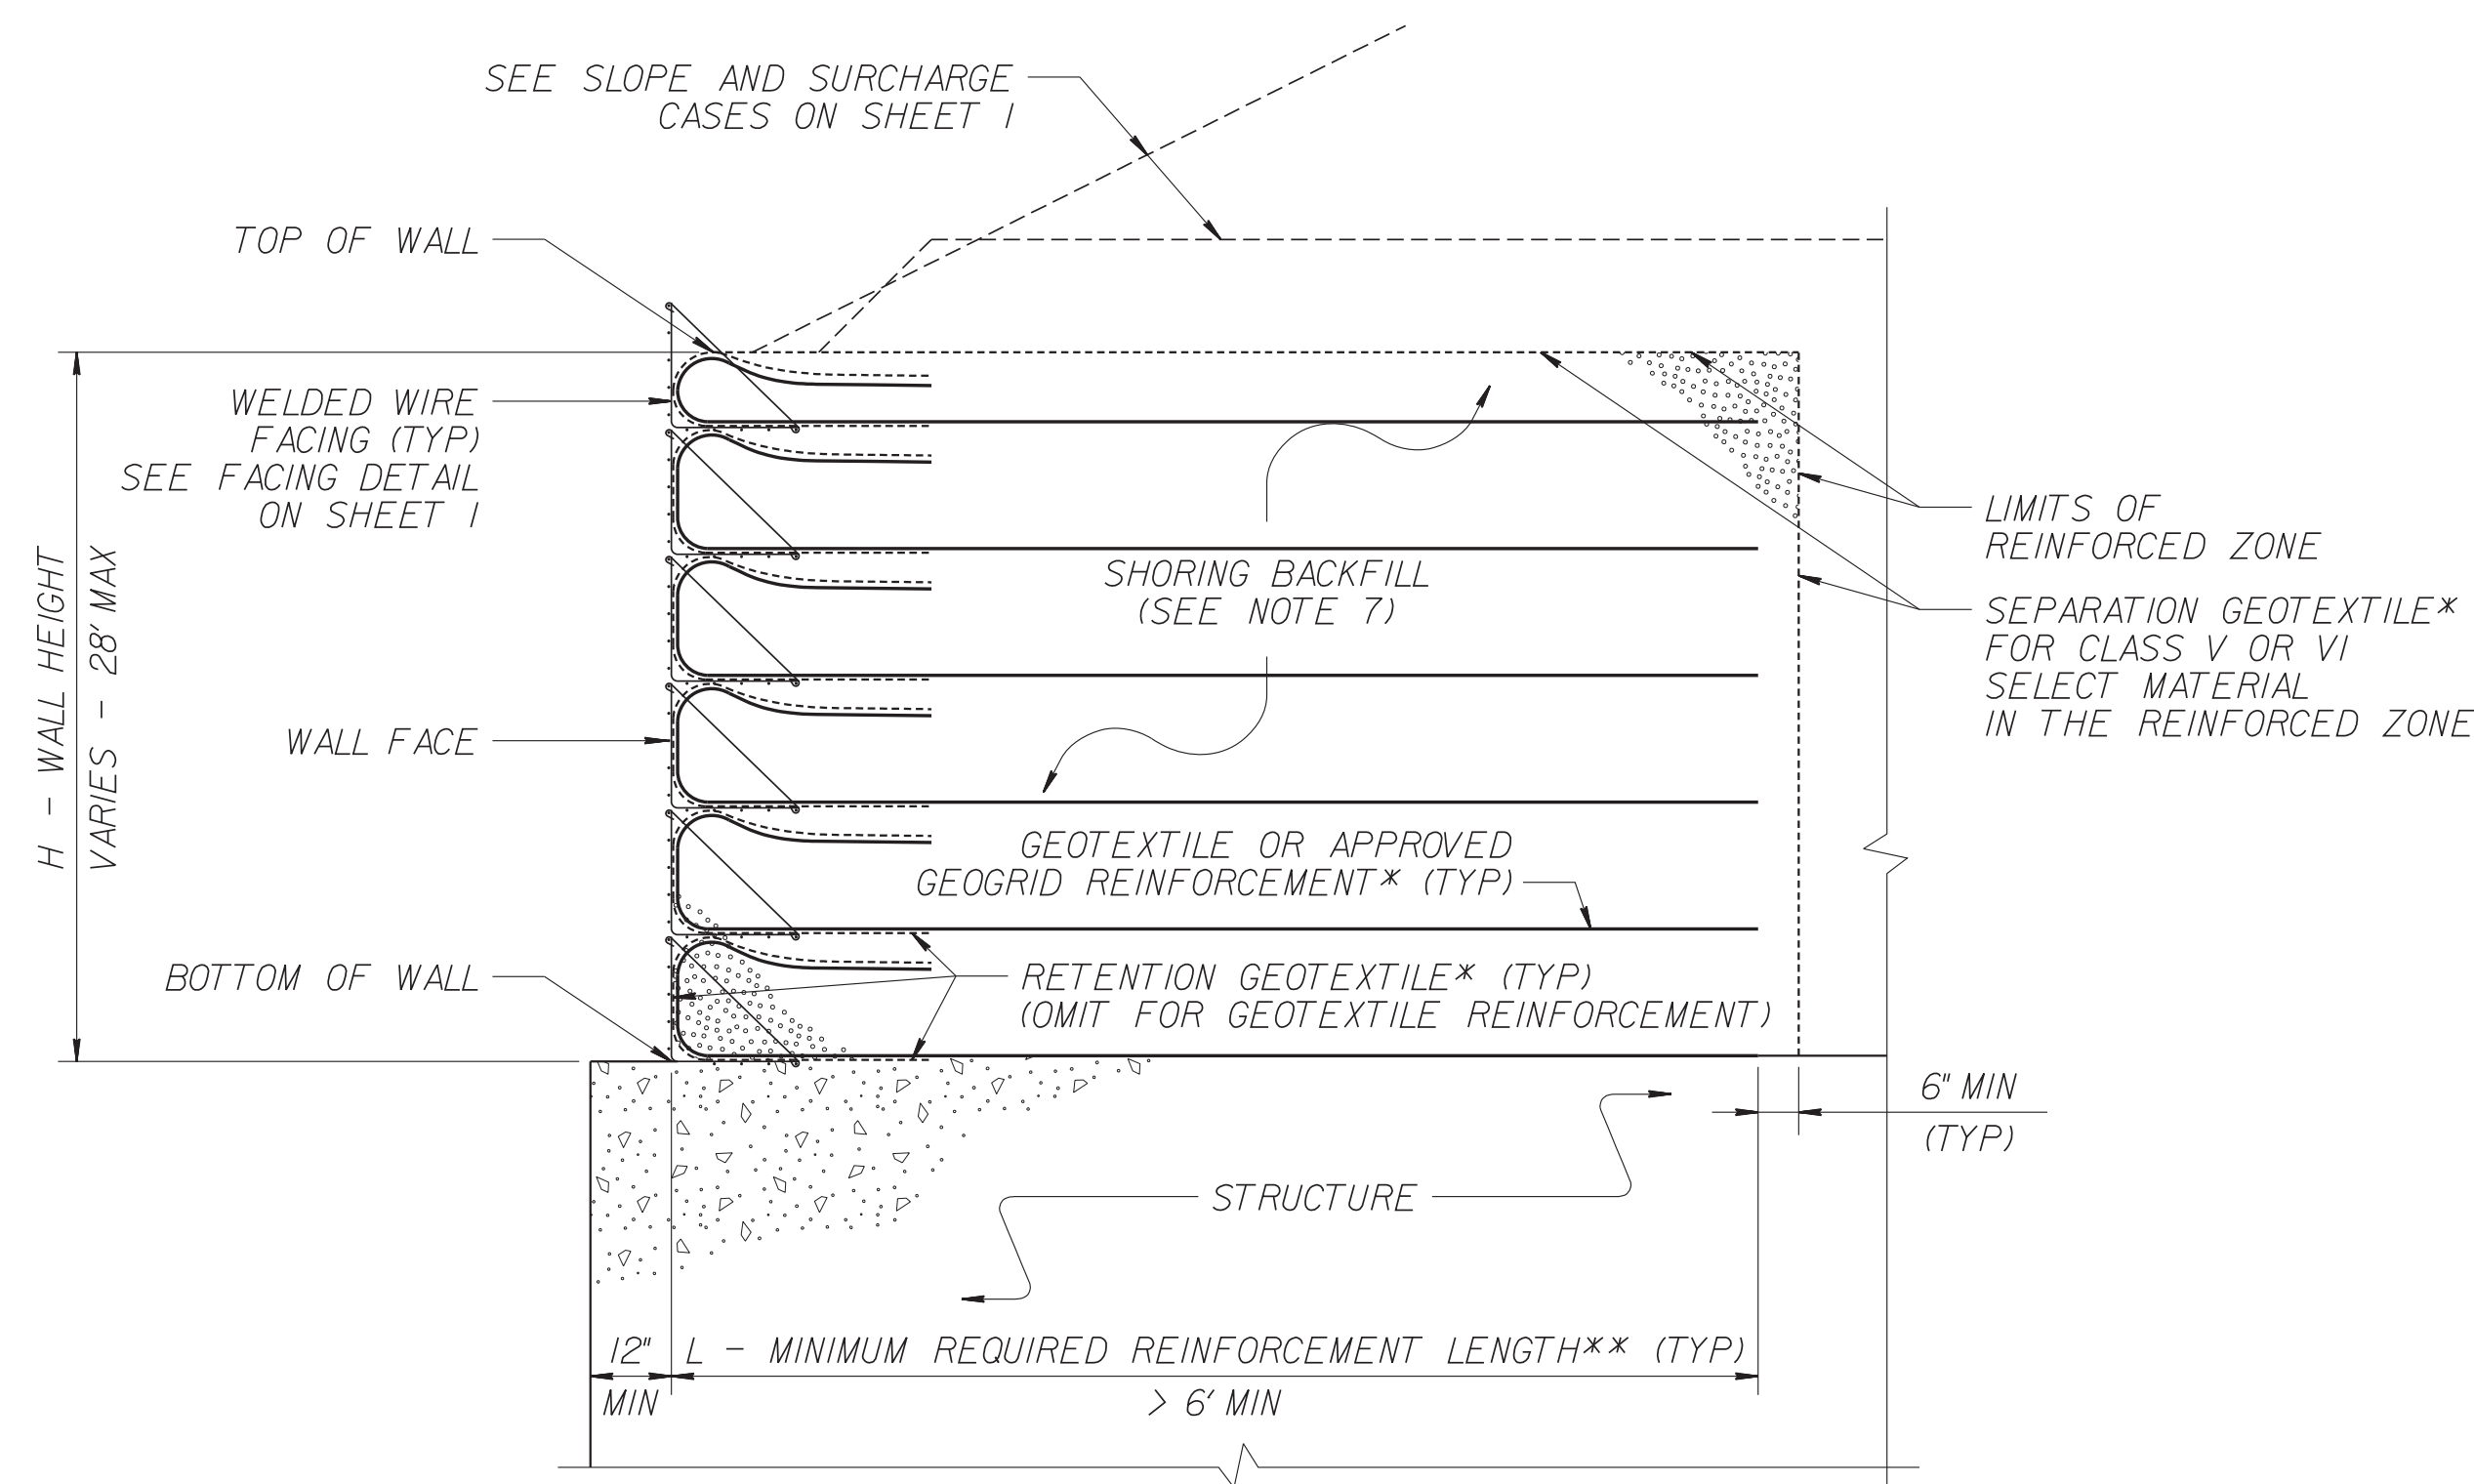 SEE SLOPE AND SURCHARGE
CASES ON SHEET 1
TOP OF WALL
WELDED WIRE
FACING (TYP)
SEE FACING DETAIL
ON SHEET 1
H - WALL HEIGHT
VARIES - 28' MAX
WALL FACE
BOTTOM OF WALL
SHORING BACKFILL
(SEE NOTE 7)
LIMITS OF
REINFORCED ZONE
SEPARATION GEOTEXTILE*
FOR CLASS V OR VI
SELECT MATERIAL
IN THE REINFORCED ZONE
GEOTEXTILE OR APPROVED
GEOGRID REINFORCEMENT* (TYP)
RETENTION GEOTEXTILE* (TYP)
(OMIT FOR GEOTEXTILE REINFORCEMENT)
6" MIN
(TYP)
STRUCTURE
12"
MIN
L - MINIMUM REQUIRED REINFORCEMENT LENGTH** (TYP)
> 6' MIN